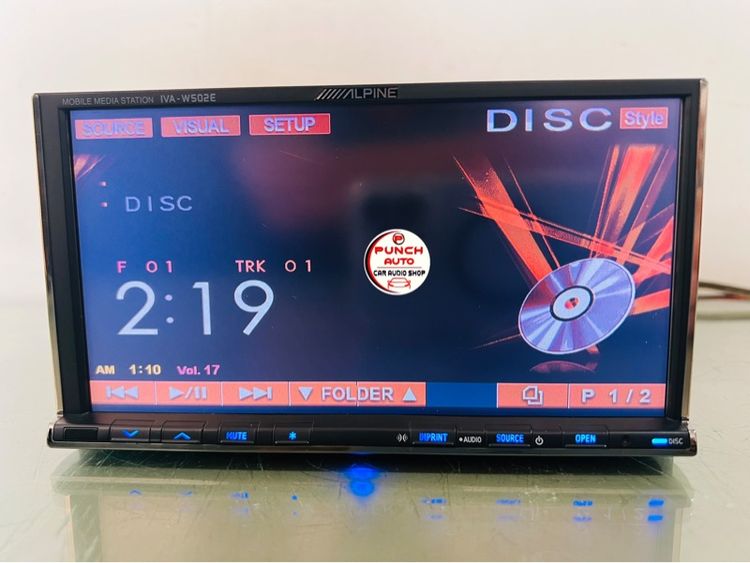 MOBILE MEDIA STATION IVA-W502E
ALPINE
SOURCE VISUAL SETUP DISC Style
DISC
F 01 TRK 01
2:19
P
PUNCH
AUTO
CAR AUDIO SHOP
AM 1:10 Vol. 17
FOLDER P 1/2
MUTE * IMPRINT •AUDIO SOURCE OPEN DISC